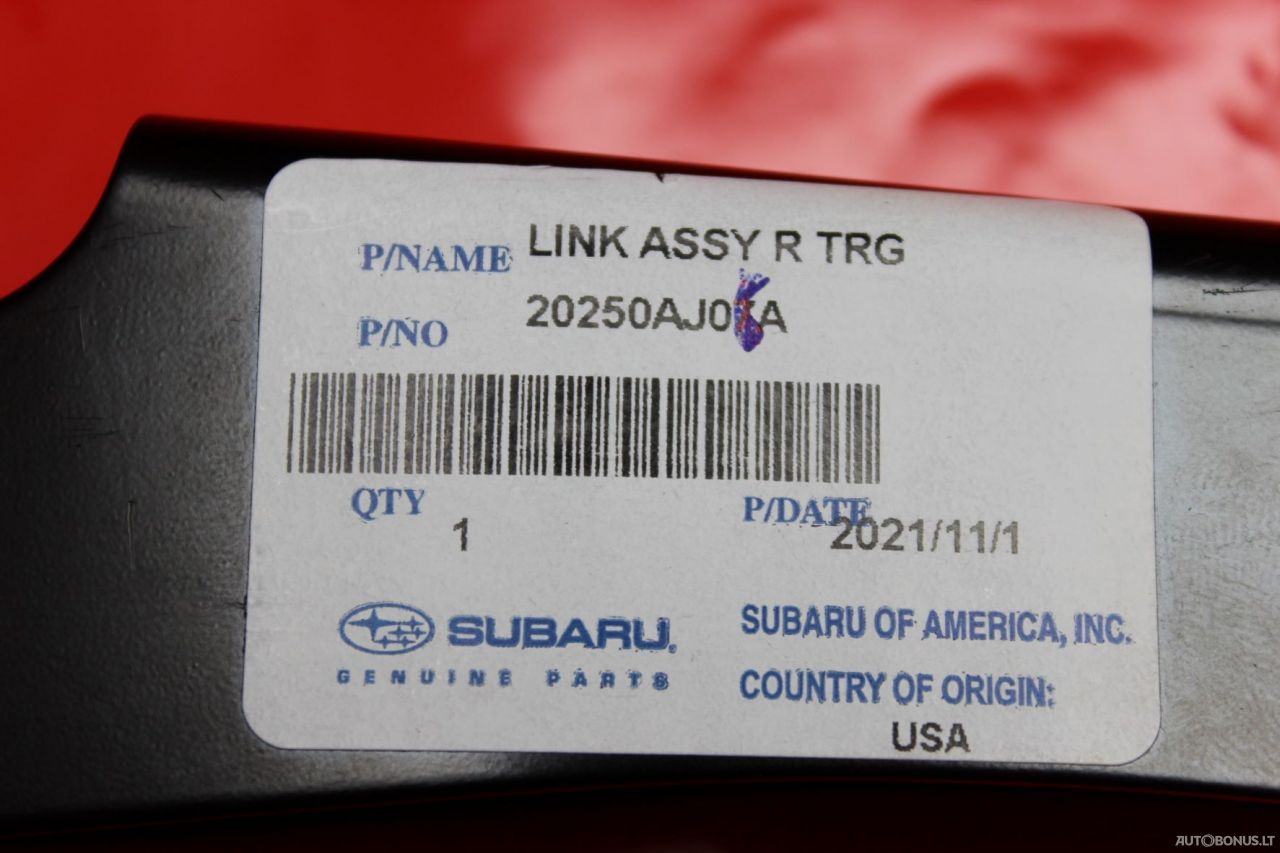 P/NAME LINK ASSY R TRG
P/NO
QTY 1
P/DATE 2021/11/1
SUBARU
GENUINE PARTS
SUBARU OF AMERICA, INC.
COUNTRY OF ORIGIN:
USA
AUTOBONUS.LT